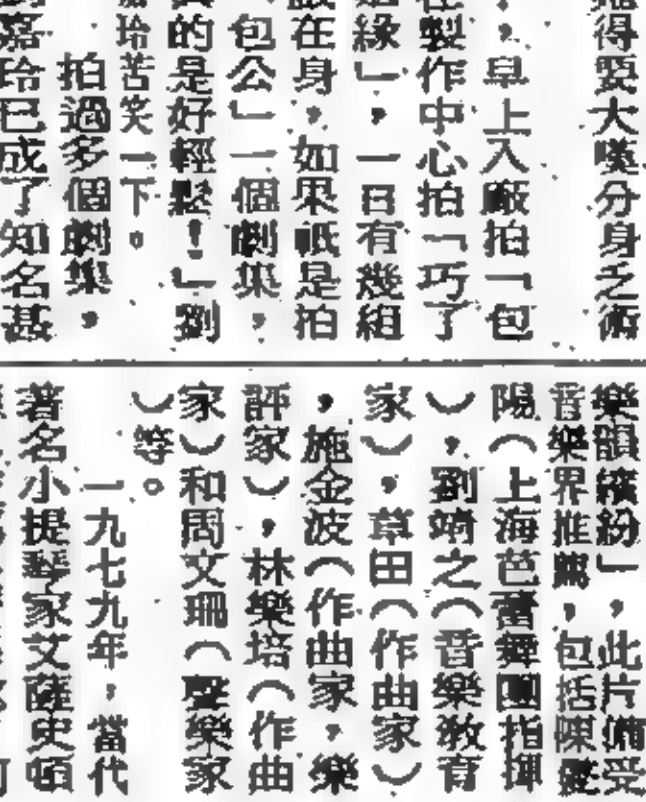 得要大嘆分身乏術
，早上入廠拍「包
在製作中心拍「巧了
姻緣」，一日有幾組
在身，如果祇是拍
包公」一個劇集，
的是好輕鬆！」劉
嘉玲苦笑一下。
拍過多個劇集，
嘉玲已成了知名甚
樂韻繽紛」，此片備受
音樂界推薦，包括陳
陽（上海芭蕾舞團指揮
），劉靖之（音樂教育
家），草田（作曲家）
，施金波（作曲家，樂
評家），林樂培（作曲
家）和周文珊（聲樂家
）等。
一九七九年，當代
著名小提琴家艾薩史頓